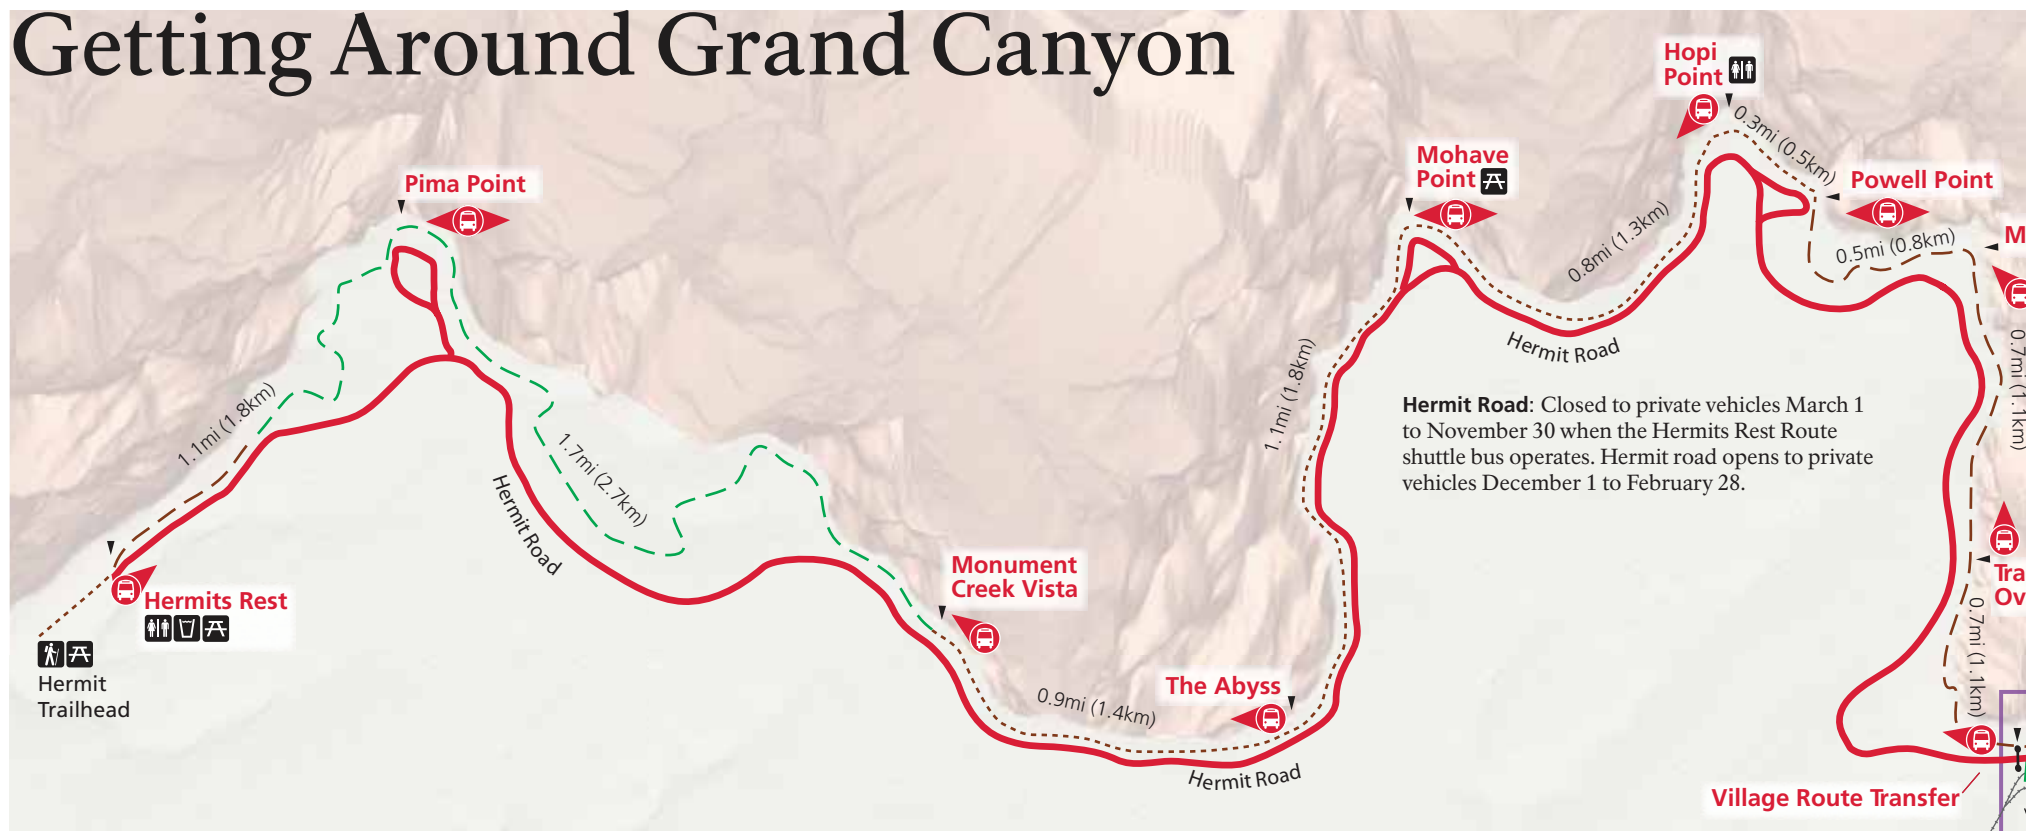 Getting Around Grand Canyon
Hopi
Point
0.3mi (0.5km)
Mohave
Point
Powell Point
Pima Point
0.8mi (1.3km)
0.5mi (0.8km)
M
0.7mi (1.1km)
Hermit Road
1.1mi (1.8km)
1.1mi (1.8km)
Hermit Road: Closed to private vehicles March 1
to November 30 when the Hermits Rest Route
shuttle bus operates. Hermit road opens to private
vehicles December 1 to February 28.
1.7mi (2.7km)
Hermit Road
Monument
Creek Vista
Tra
Ov
0.7mi (1.1km)
Hermits Rest
Hermit
Trailhead
The Abyss
0.9mi (1.4km)
Hermit Road
Village Route Transfer